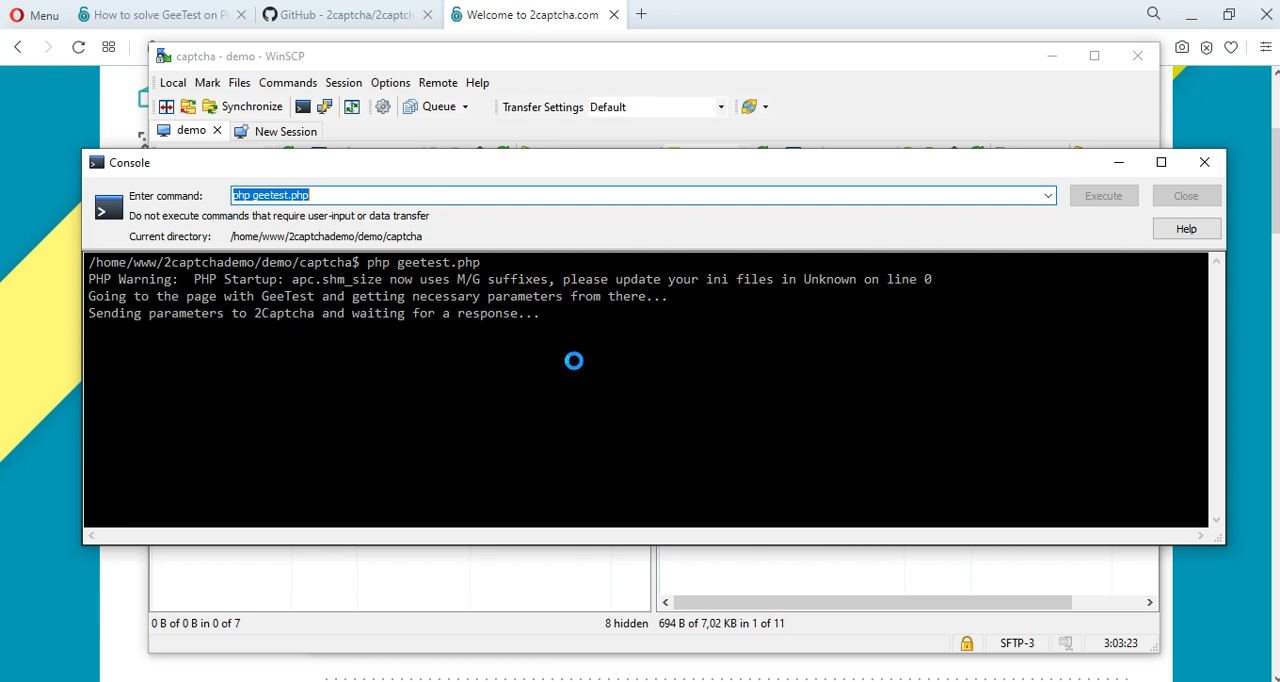 Menu
How to solve GeeTest on P
GitHub - 2captcha/2captch
Welcome to 2captcha.com
captcha - demo - WinSCP
Local Mark Files Commands Session Options Remote Help
Synchronize
Queue
Transfer Settings Default
demo
New Session
Console
Enter command:
php geetest.php
Execute
Close
Do not execute commands that require user-input or data transfer
Current directory:
/home/www/2captchademo/demo/captcha
Help
/home/www/2captchademo/demo/captcha$ php geetest.php
PHP Warning:  PHP Startup: apc.shm_size now uses M/G suffixes, please update your ini files in Unknown on line 0
Going to the page with GeeTest and getting necessary parameters from there...
Sending parameters to 2Captcha and waiting for a response...
0 B of 0 B in 0 of 7
8 hidden
694 B of 7,02 KB in 1 of 11
SFTP-3
3:03:23